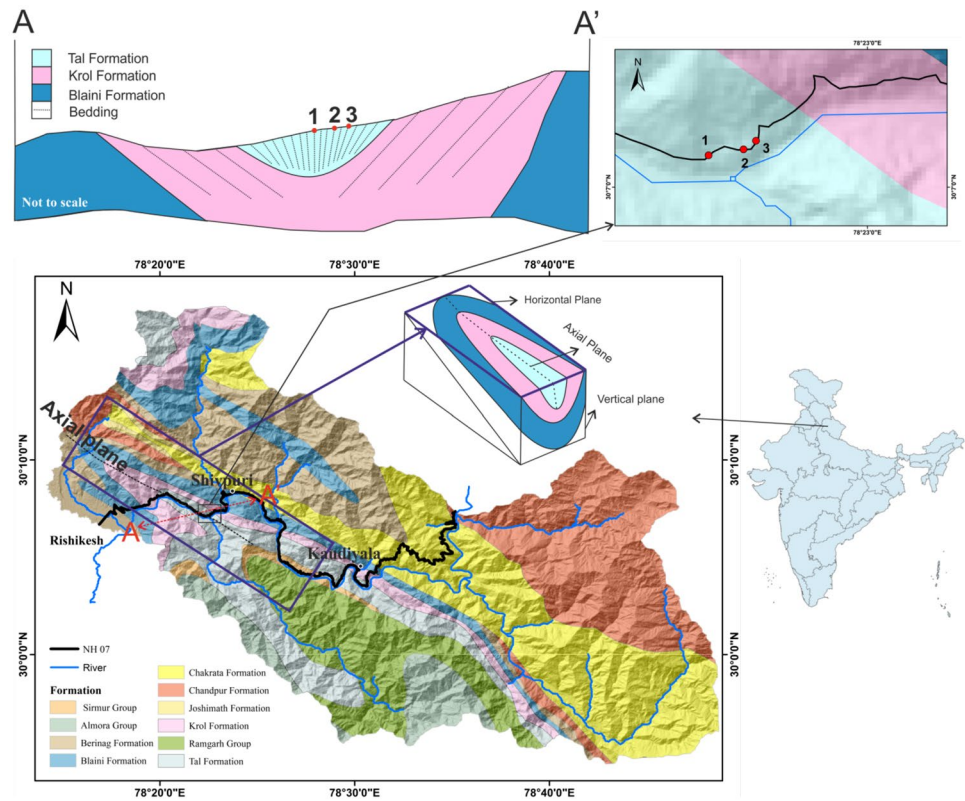 A
A'
Tal Formation
Krol Formation
Blaini Formation
Bedding
1 2 3
Not to scale
78°23'0"E
N
1
2
3
30°7'0"N
30°7'0"N
78°23'0"E
78°20'0"E
78°30'0"E
78°40'0"E
N
Horizontal Plane
Axial Plane
Vertical plane
Axial plane
30°10'0"N
30°10'0"N
Shivpuri
A
A
Rishikesh
Kaudiyala
30°0'0"N
30°0'0"N
NH 07
River
Formation
Sirmur Group
Almora Group
Berinag Formation
Blaini Formation
Chakrata Formation
Chandpur Formation
Joshimath Formation
Krol Formation
Ramgarh Group
Tal Formation
78°20'0"E
78°30'0"E
78°40'0"E